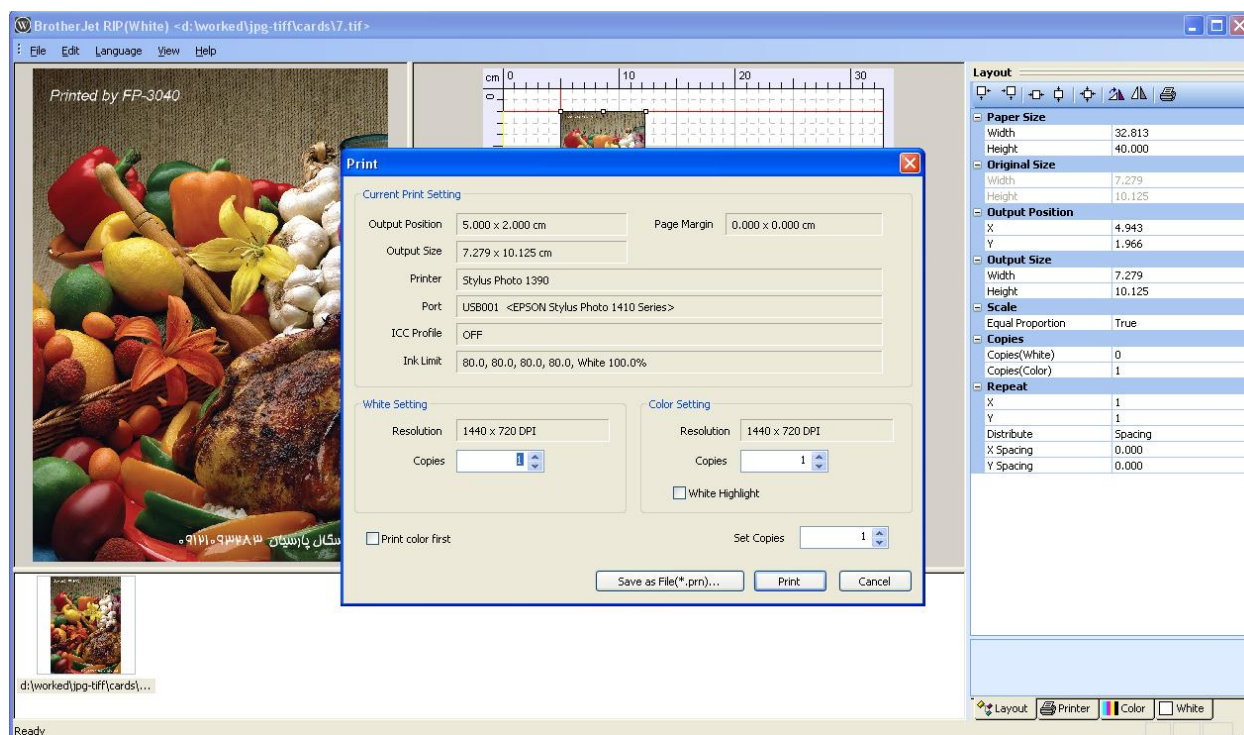 BrotherJet RIP(White) <d:\worked\jpg-tiff\cards\7.tif>
File Edit Language View Help
Printed by FP-3040
cm 0 10 20 30
0
Layout
Paper Size
Width 32.813
Height 40.000
Original Size
Width 7.279
Height 10.125
Output Position
X 4.943
Y 1.966
Output Size
Width 7.279
Height 10.125
Scale
Equal Proportion True
Copies
Copies(White) 0
Copies(Color) 1
Repeat
X 1
Y 1
Distribute Spacing
X Spacing 0.000
Y Spacing 0.000
Print
Current Print Setting
Output Position 5.000 x 2.000 cm Page Margin 0.000 x 0.000 cm
Output Size 7.279 x 10.125 cm
Printer Stylus Photo 1390
Port USB001 <EPSON Stylus Photo 1410 Series>
ICC Profile OFF
Ink Limit 80.0, 80.0, 80.0, 80.0, White 100.0%
White Setting
Resolution 1440 x 720 DPI
Copies 1
Color Setting
Resolution 1440 x 720 DPI
Copies 1
White Highlight
Print color first
Set Copies 1
Save as File(*.prn)... Print Cancel
پارسیان ۰۹۱۲۱۰۹۳۲۸۳
d:\worked\jpg-tiff\cards\...
Layout Printer Color White
Ready